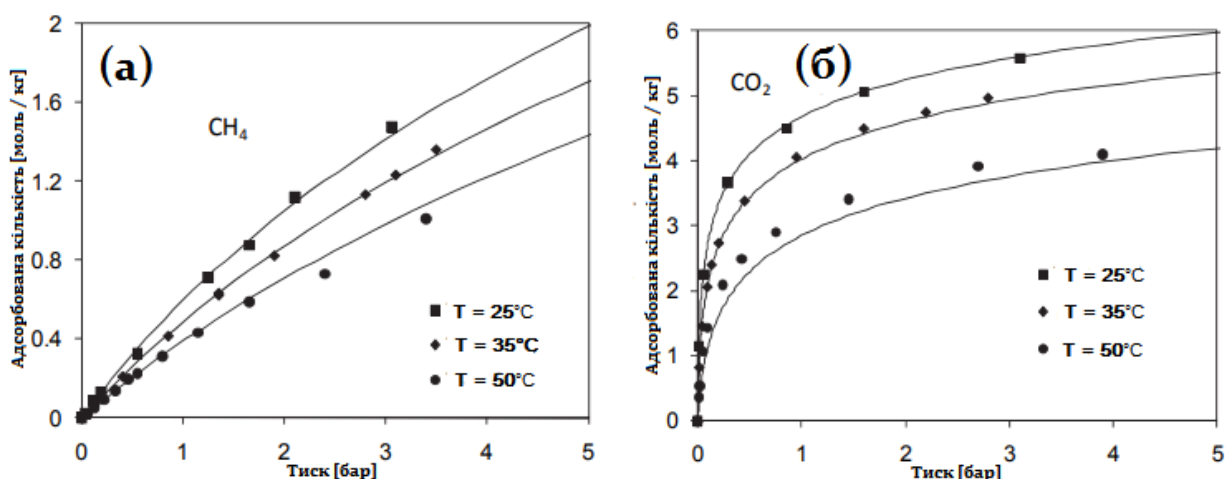 (а)
CH₄
Адсорбована кількість [моль / кг]
2
1.6
1.2
0.8
0.4
0
T = 25°C
T = 35°C
T = 50°C
0 1 2 3 4 5
Тиск [бар]
(б)
CO₂
Адсорбована кількість [моль / кг]
6
5
4
3
2
1
0
T = 25°C
T = 35°C
T = 50°C
0 1 2 3 4 5
Тиск [бар]